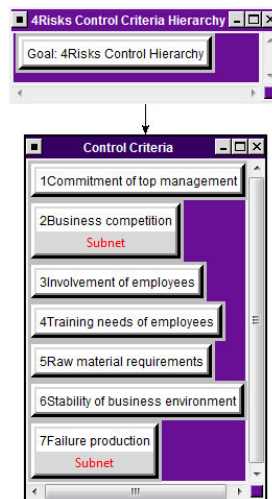 4Risks Control Criteria Hierarchy
Goal: 4Risks Control Hierarchy
Control Criteria
1Commitment of top management
2Business competition
Subnet
3Involvement of employees
4Training needs of employees
5Raw material requirements
6Stability of business environment
7Failure production
Subnet